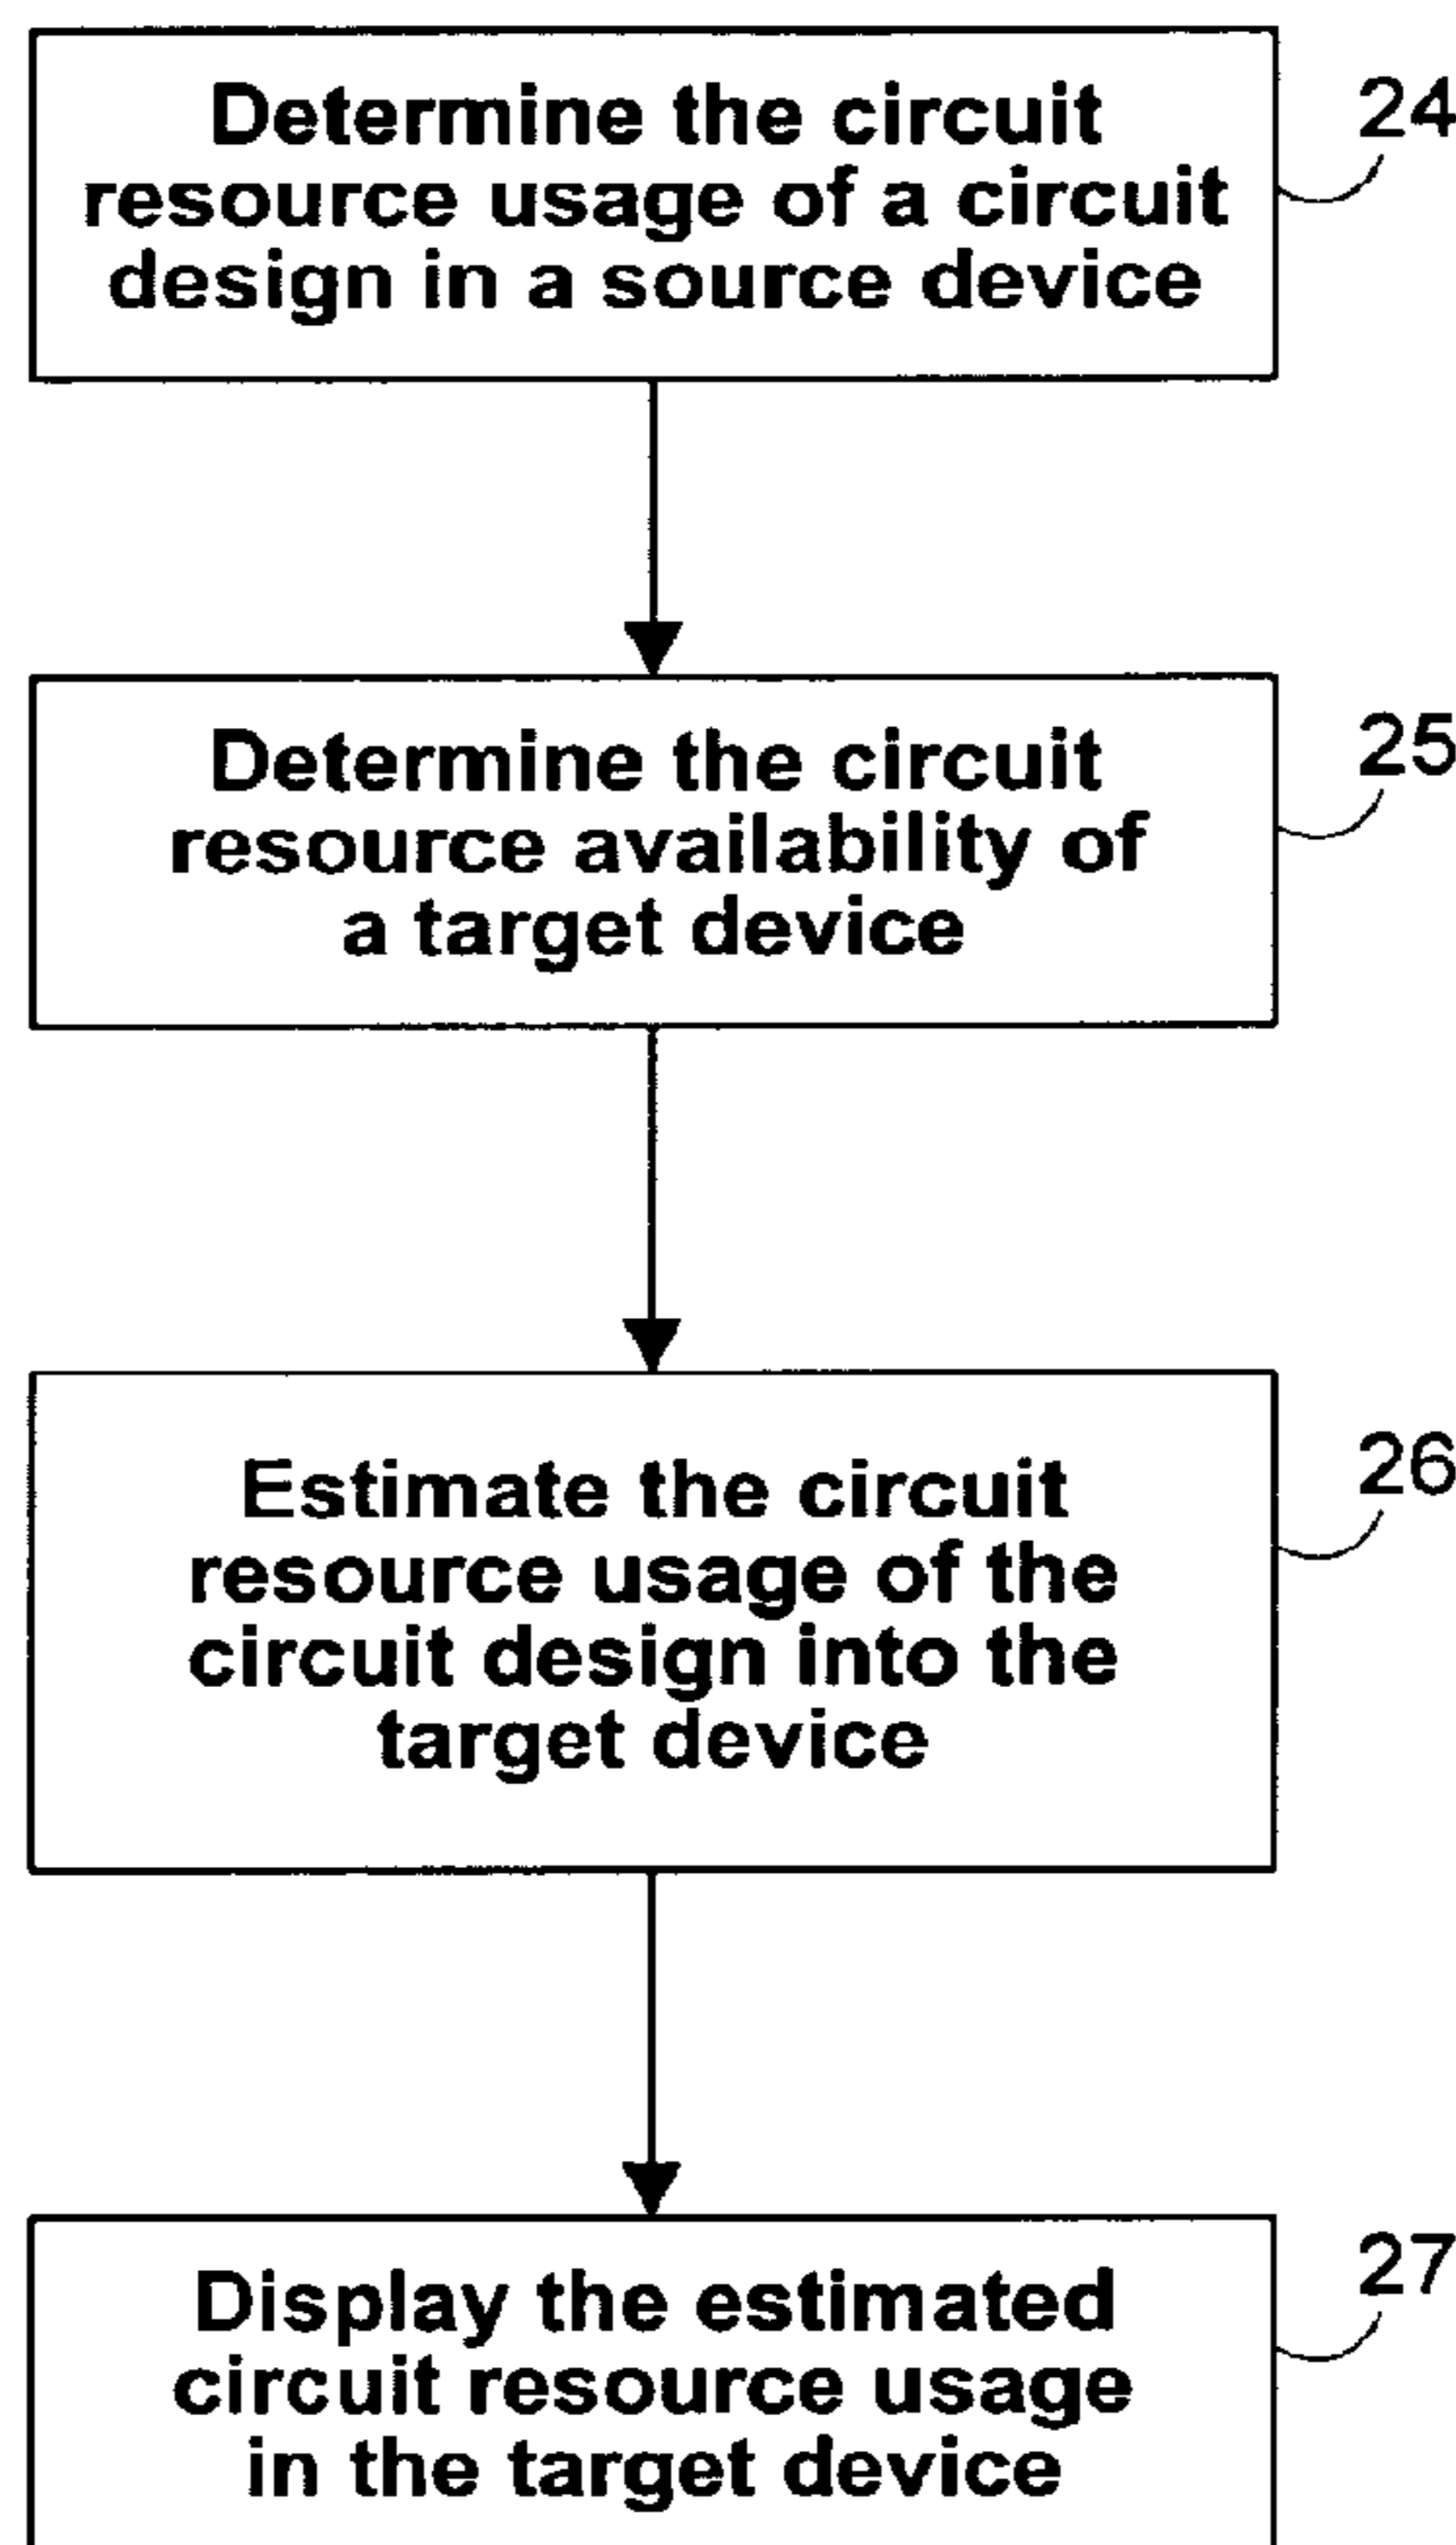 Determine the circuit
resource usage of a circuit
design in a source device
24
Determine the circuit
resource availability of
a target device
25
Estimate the circuit
resource usage of the
circuit design into the
target device
26
Display the estimated
circuit resource usage
in the target device
27